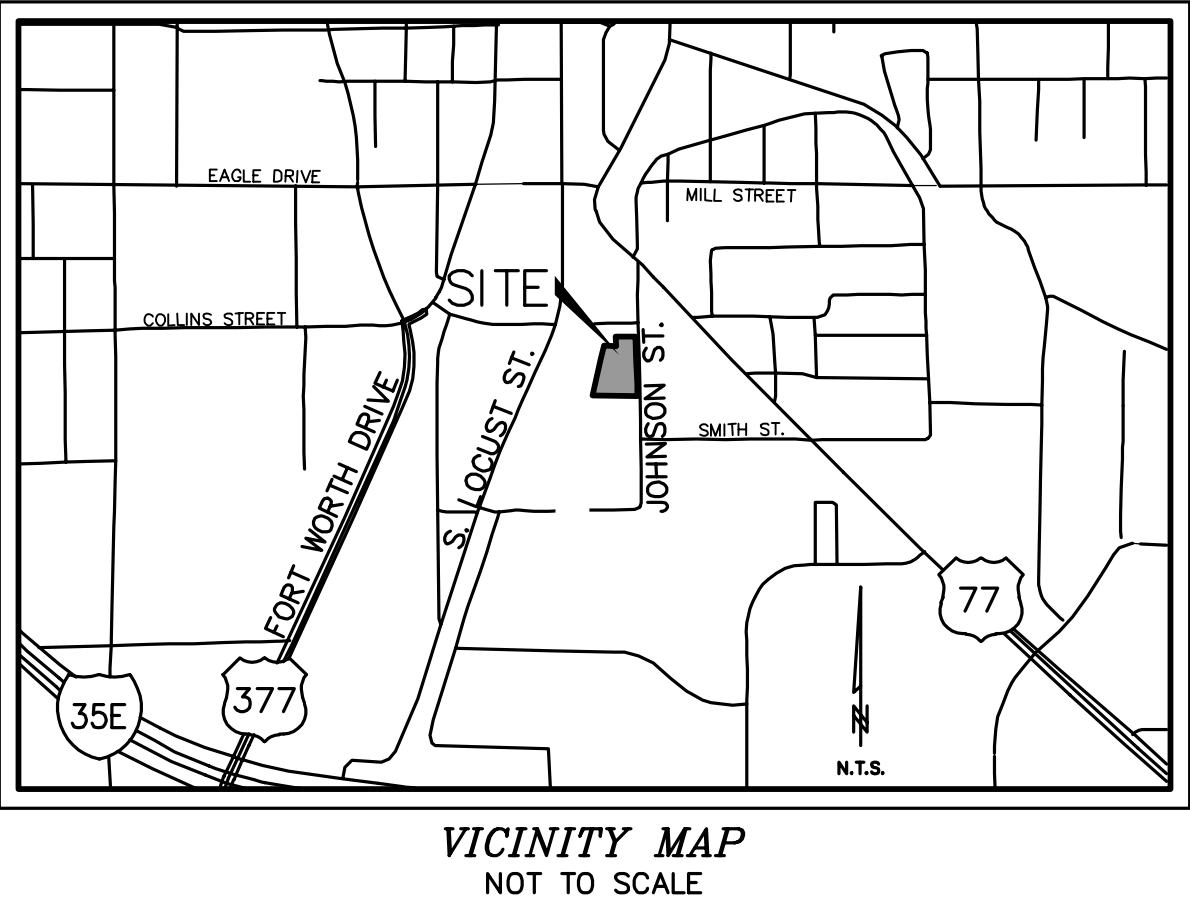 EAGLE DRIVE
MILL STREET
SITE
COLLINS STREET
JOHNSON ST.
S. LOCUST ST.
FORT WORTH DRIVE
SMITH ST.
77
377
35E
N
N.T.S.
VICINITY MAP
NOT TO SCALE